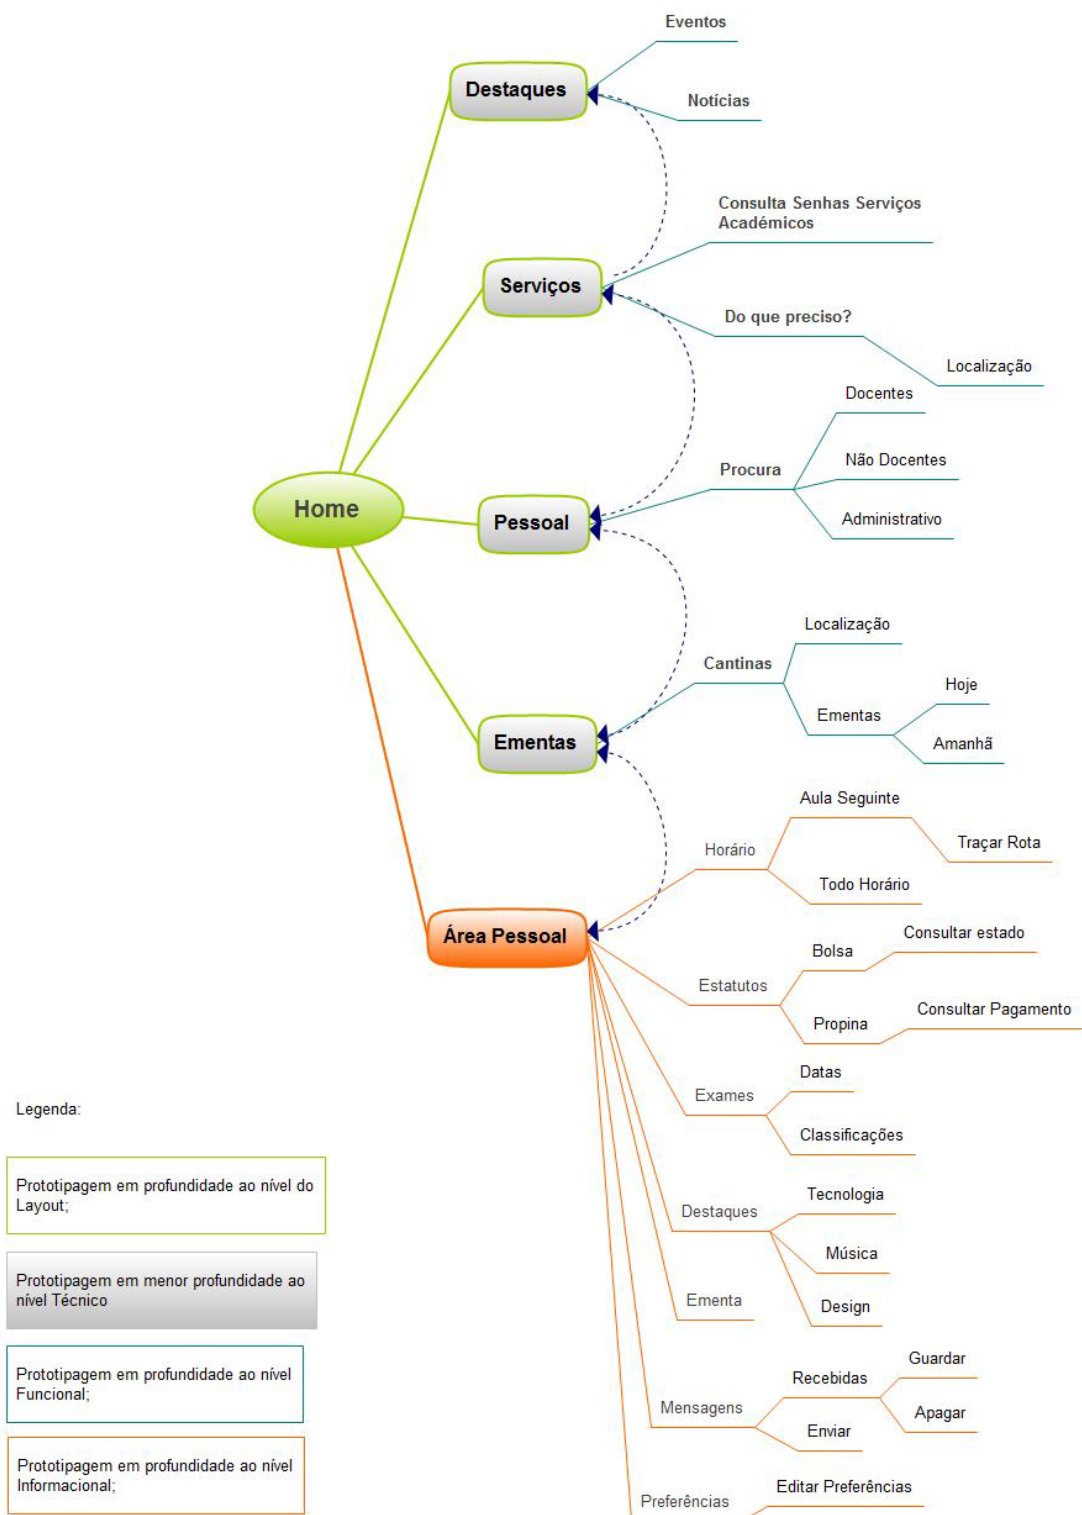 Eventos
Destaques
Notícias
Consulta Senhas Serviços
Académicos
Serviços
Do que preciso?
Localização
Docentes
Procura
Não Docentes
Administrativo
Home
Pessoal
Localização
Cantinas
Hoje
Ementas
Amanhã
Ementas
Aula Seguinte
Horário
Traçar Rota
Todo Horário
Área Pessoal
Consultar estado
Bolsa
Estatutos
Consultar Pagamento
Propina
Datas
Exames
Classificações
Tecnologia
Destaques
Música
Design
Ementa
Guardar
Recebidas
Mensagens
Apagar
Enviar
Editar Preferências
Preferências
Legenda:
Prototipagem em profundidade ao nível do
Layout;
Prototipagem em menor profundidade ao
nível Técnico
Prototipagem em profundidade ao nível
Funcional;
Prototipagem em profundidade ao nível
Informacional;